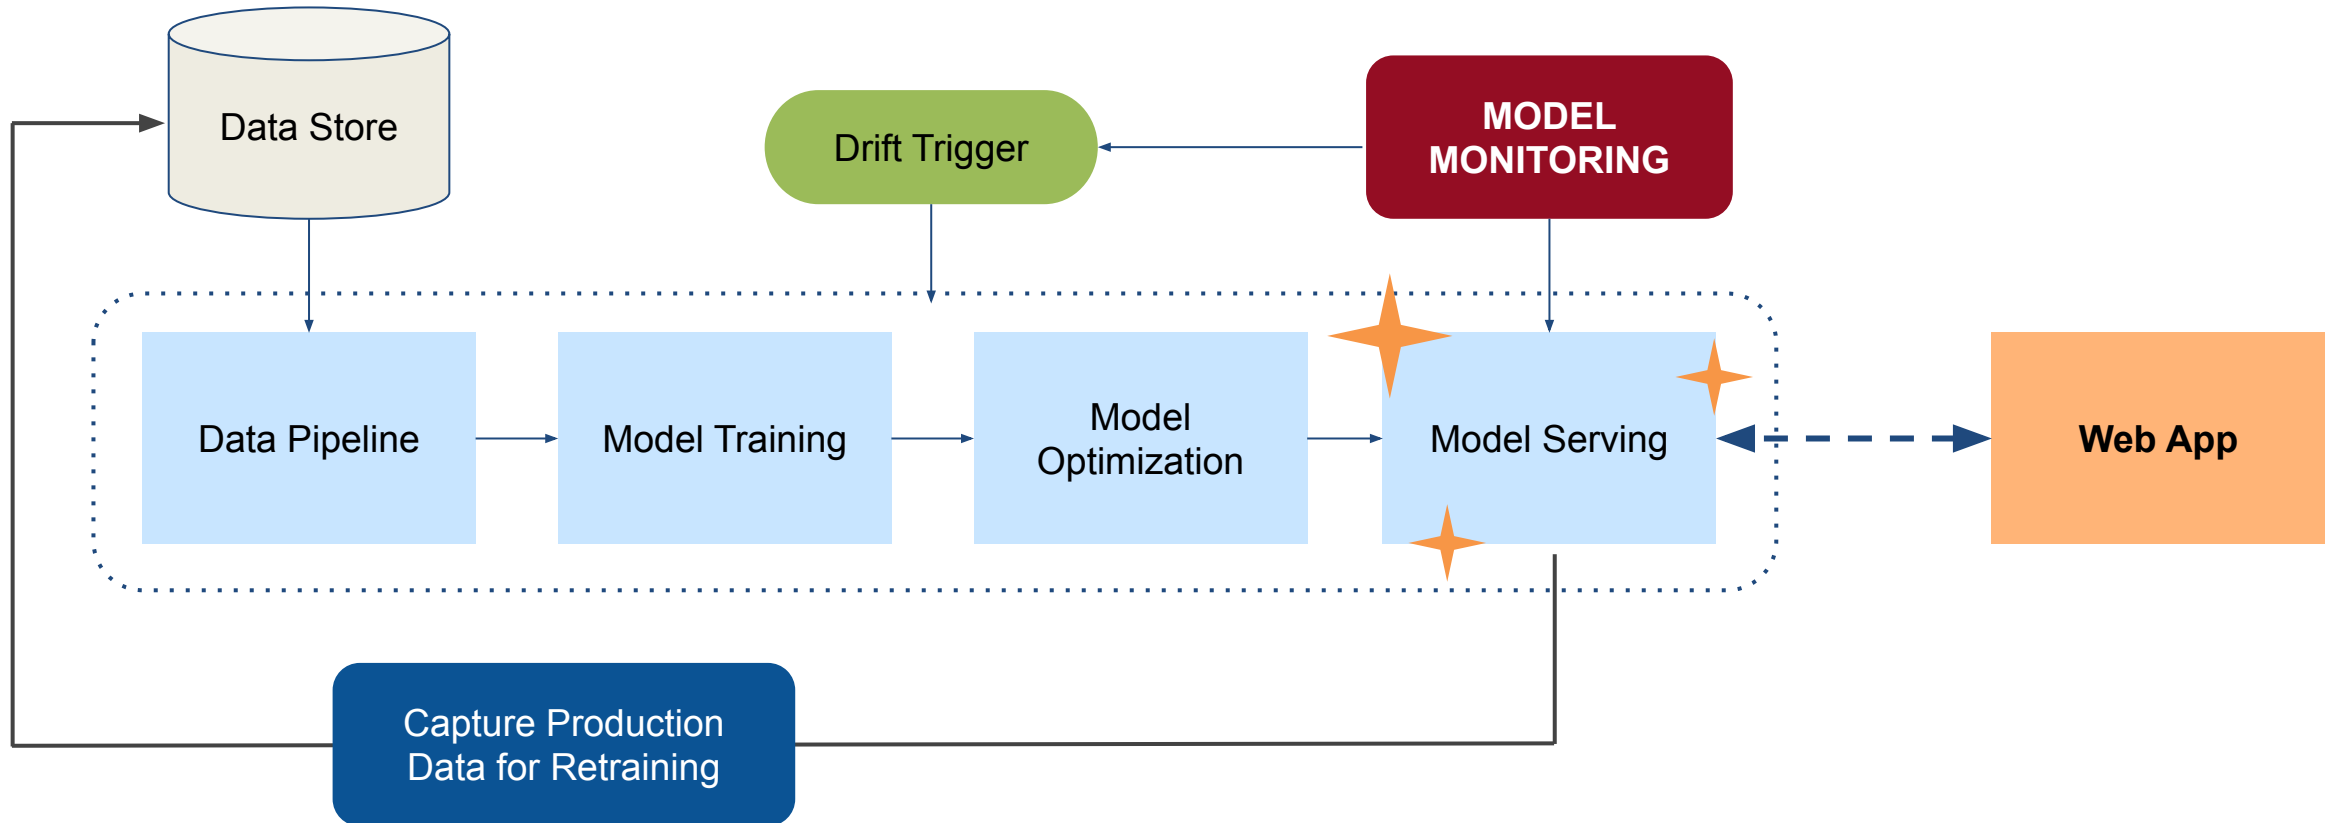 Data Store
Drift Trigger
MODEL
MONITORING
Data Pipeline
Model Training
Model
Optimization
Model Serving
Web App
Capture Production
Data for Retraining